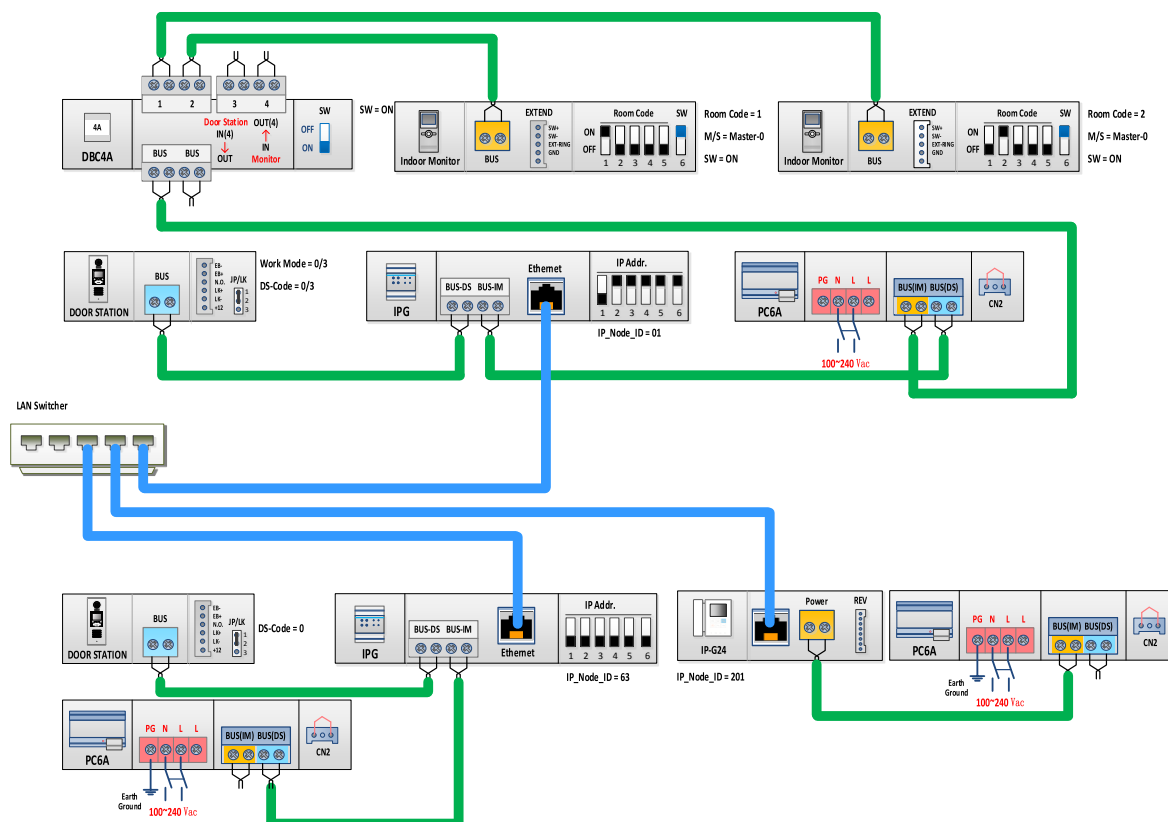 4A
DBC4A
1 2 3 4
Door Station OUT(4)
IN(4)
OUT IN
Monitor
BUS BUS
SW
OFF
ON
SW = ON
Indoor Monitor
BUS
EXTEND
SW+
SW-
EXT-RING
GND
Room Code SW
ON
OFF
1 2 3 4 5 6
Room Code = 1
M/S = Master-0
SW = ON
Indoor Monitor
BUS
EXTEND
SW+
SW-
EXT-RING
GND
Room Code SW
ON
OFF
1 2 3 4 5 6
Room Code = 2
M/S = Master-0
SW = ON
DOOR STATION
BUS
EB-
EB+
N.O.
LK+
LK-
+12
JP/LK
1
2
3
Work Mode = 0/3
DS-Code = 0/3
IPG
BUS-DS BUS-IM
Ethernet
IP Addr.
1 2 3 4 5 6
IP_Node_ID = 01
PC6A
PG N L L
100~240 Vac
BUS(IM) BUS(DS)
CN2
LAN Switcher
DOOR STATION
BUS
EB-
EB+
N.O.
LK+
LK-
+12
JP/LK
1
2
3
DS-Code = 0
IPG
BUS-DS BUS-IM
Ethernet
IP Addr.
1 2 3 4 5 6
IP_Node_ID = 63
IP-G24
Power
REV
IP_Node_ID = 201
PC6A
PG N L L
Earth
Ground
100~240 Vac
BUS(IM) BUS(DS)
CN2
PC6A
PG N L L
Earth
Ground
100~240 Vac
BUS(IM) BUS(DS)
CN2